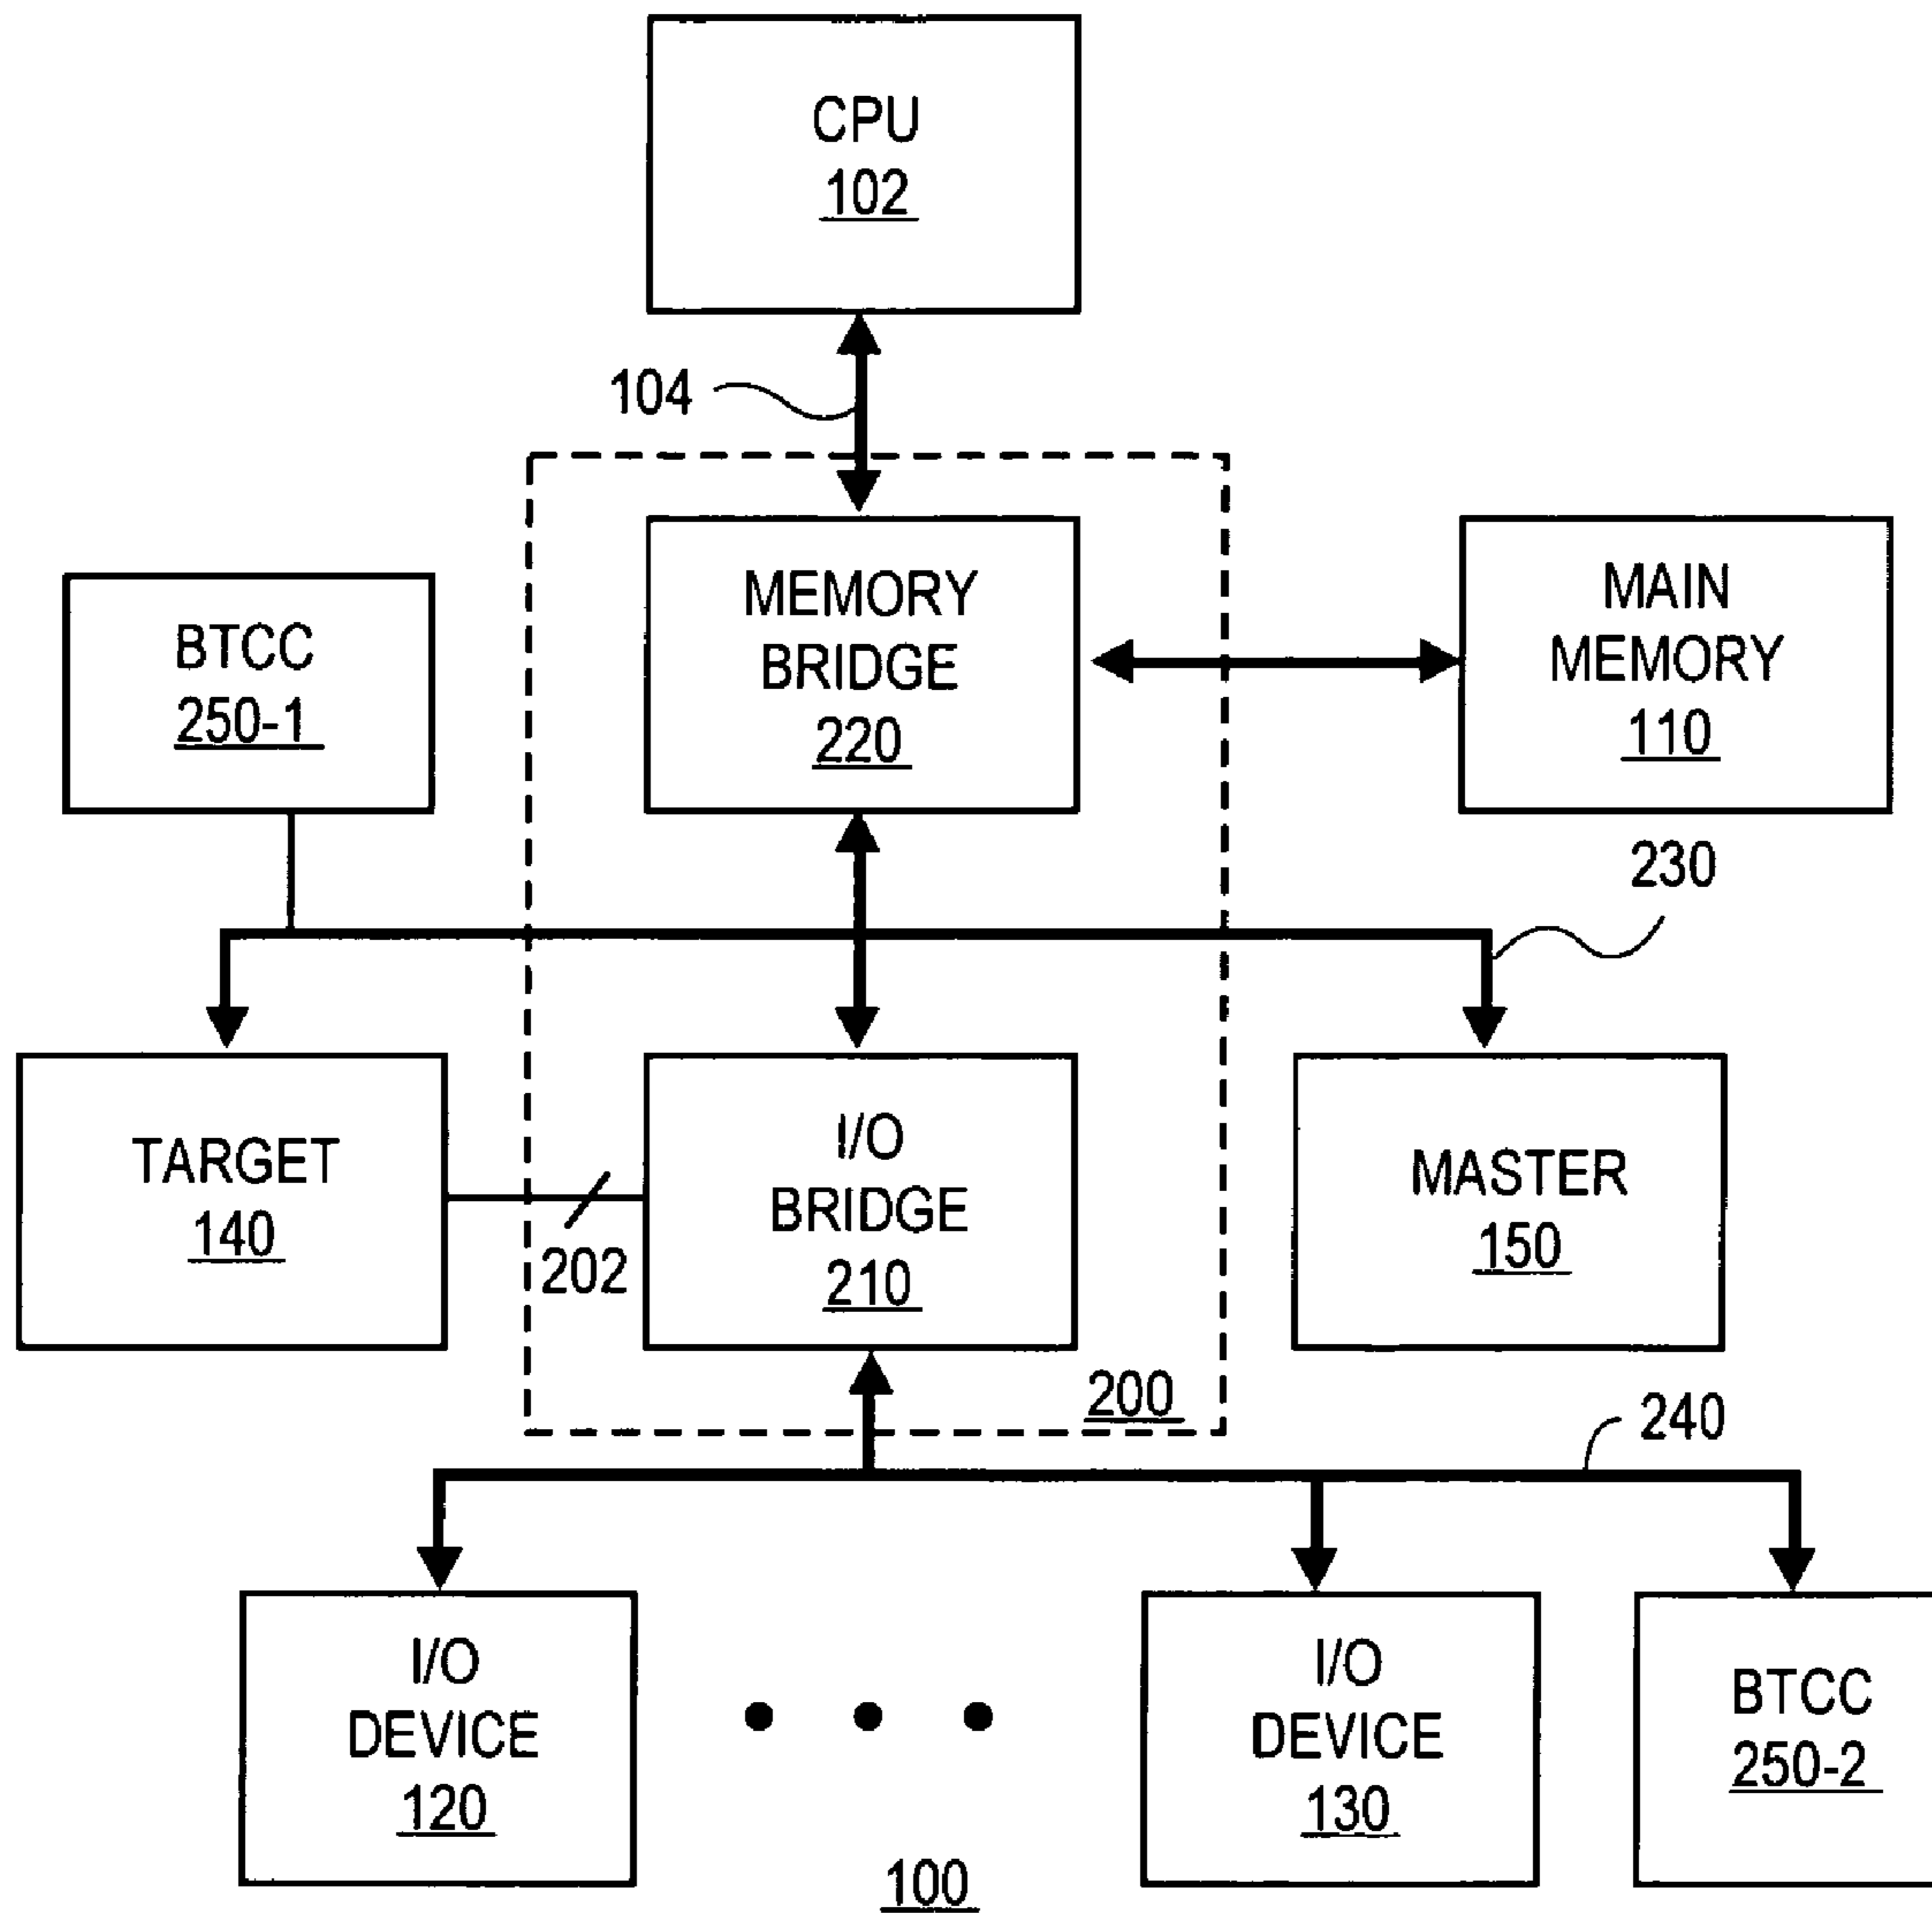 CPU
102
104
MEMORY
BRIDGE
220
MAIN
MEMORY
110
BTCC
250-1
230
TARGET
140
202
I/O
BRIDGE
210
MASTER
150
200
240
I/O
DEVICE
120
I/O
DEVICE
130
BTCC
250-2
100